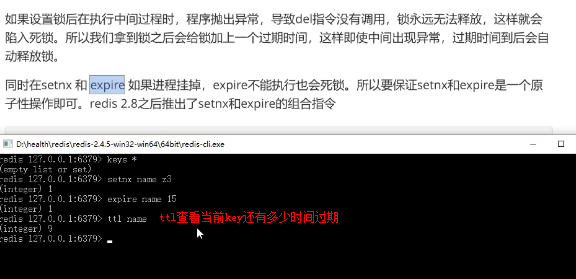 如果设置锁后在执行中间过程时，程序抛出异常，导致del指令没有调用，锁永远无法释放，这样就会
陷入死锁。所以我们拿到锁之后会给锁加上一个过期时间，这样即使中间出现异常，过期时间到后会自
动释放锁。
同时在setnx 和 expire 如果进程挂掉，expire不能执行也会死锁。所以要保证setnx和expire是一个原
子性操作即可。redis 2.8之后推出了setnx和expire的组合指令
D:\health\redis\redis-2.4.5-win32-win64\64bit\redis-cli.exe
redis 127.0.0.1:6379> keys *
(empty list or set)
redis 127.0.0.1:6379> setnx name z3
(integer) 1
redis 127.0.0.1:6379> expire name 15
(integer) 1
redis 127.0.0.1:6379> ttl name ttl查看当前key还有多少时间过期
(integer) 9
redis 127.0.0.1:6379>